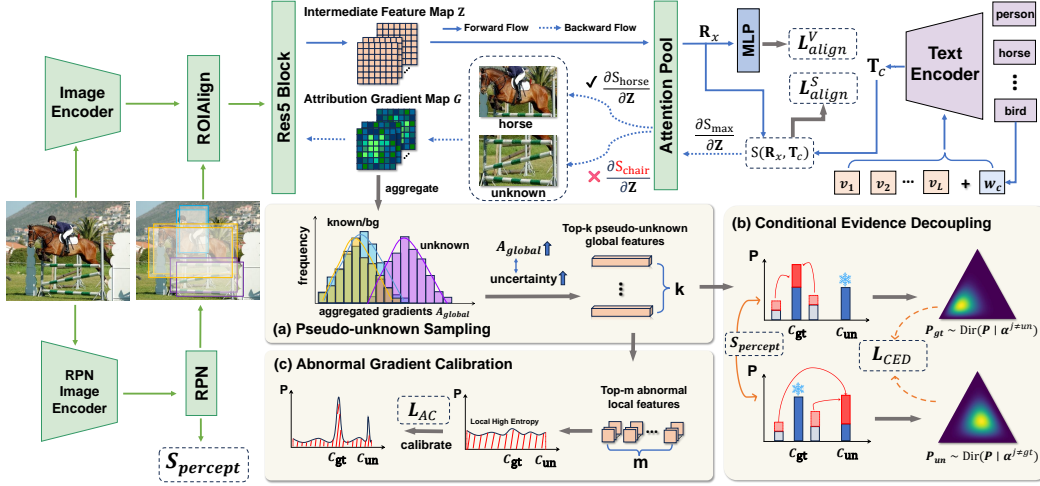 Image
Encoder
ROIAlign
RPN
Image
Encoder
RPN
S_percept
Res5 Block
Intermediate Feature Map Z
Forward Flow
Backward Flow
Attribution Gradient Map G
horse
unknown
✓ ∂S_horse / ∂Z
✗ ∂S_chair / ∂Z
Attention Pool
R_x
MLP
L^V_align
L^S_align
∂S_max / ∂Z
S(R_x, T_c)
T_c
Text
Encoder
person
horse
bird
v_1 v_2 ··· v_L + w_c
aggregate
known/bg
unknown
frequency
aggregated gradients A_global
A_global
uncertainty
Top-k pseudo-unknown
global features
k
(a) Pseudo-unknown Sampling
(c) Abnormal Gradient Calibration
P
C_gt C_un
L_AC
calibrate
P
Local High Entropy
C_gt C_un
Top-m abnormal
local features
m
(b) Conditional Evidence Decoupling
P
C_gt C_un
S_percept
P
C_gt C_un
P_gt ~ Dir(P | α^{j≠un})
L_CED
P_un ~ Dir(P | α^{j≠gt})